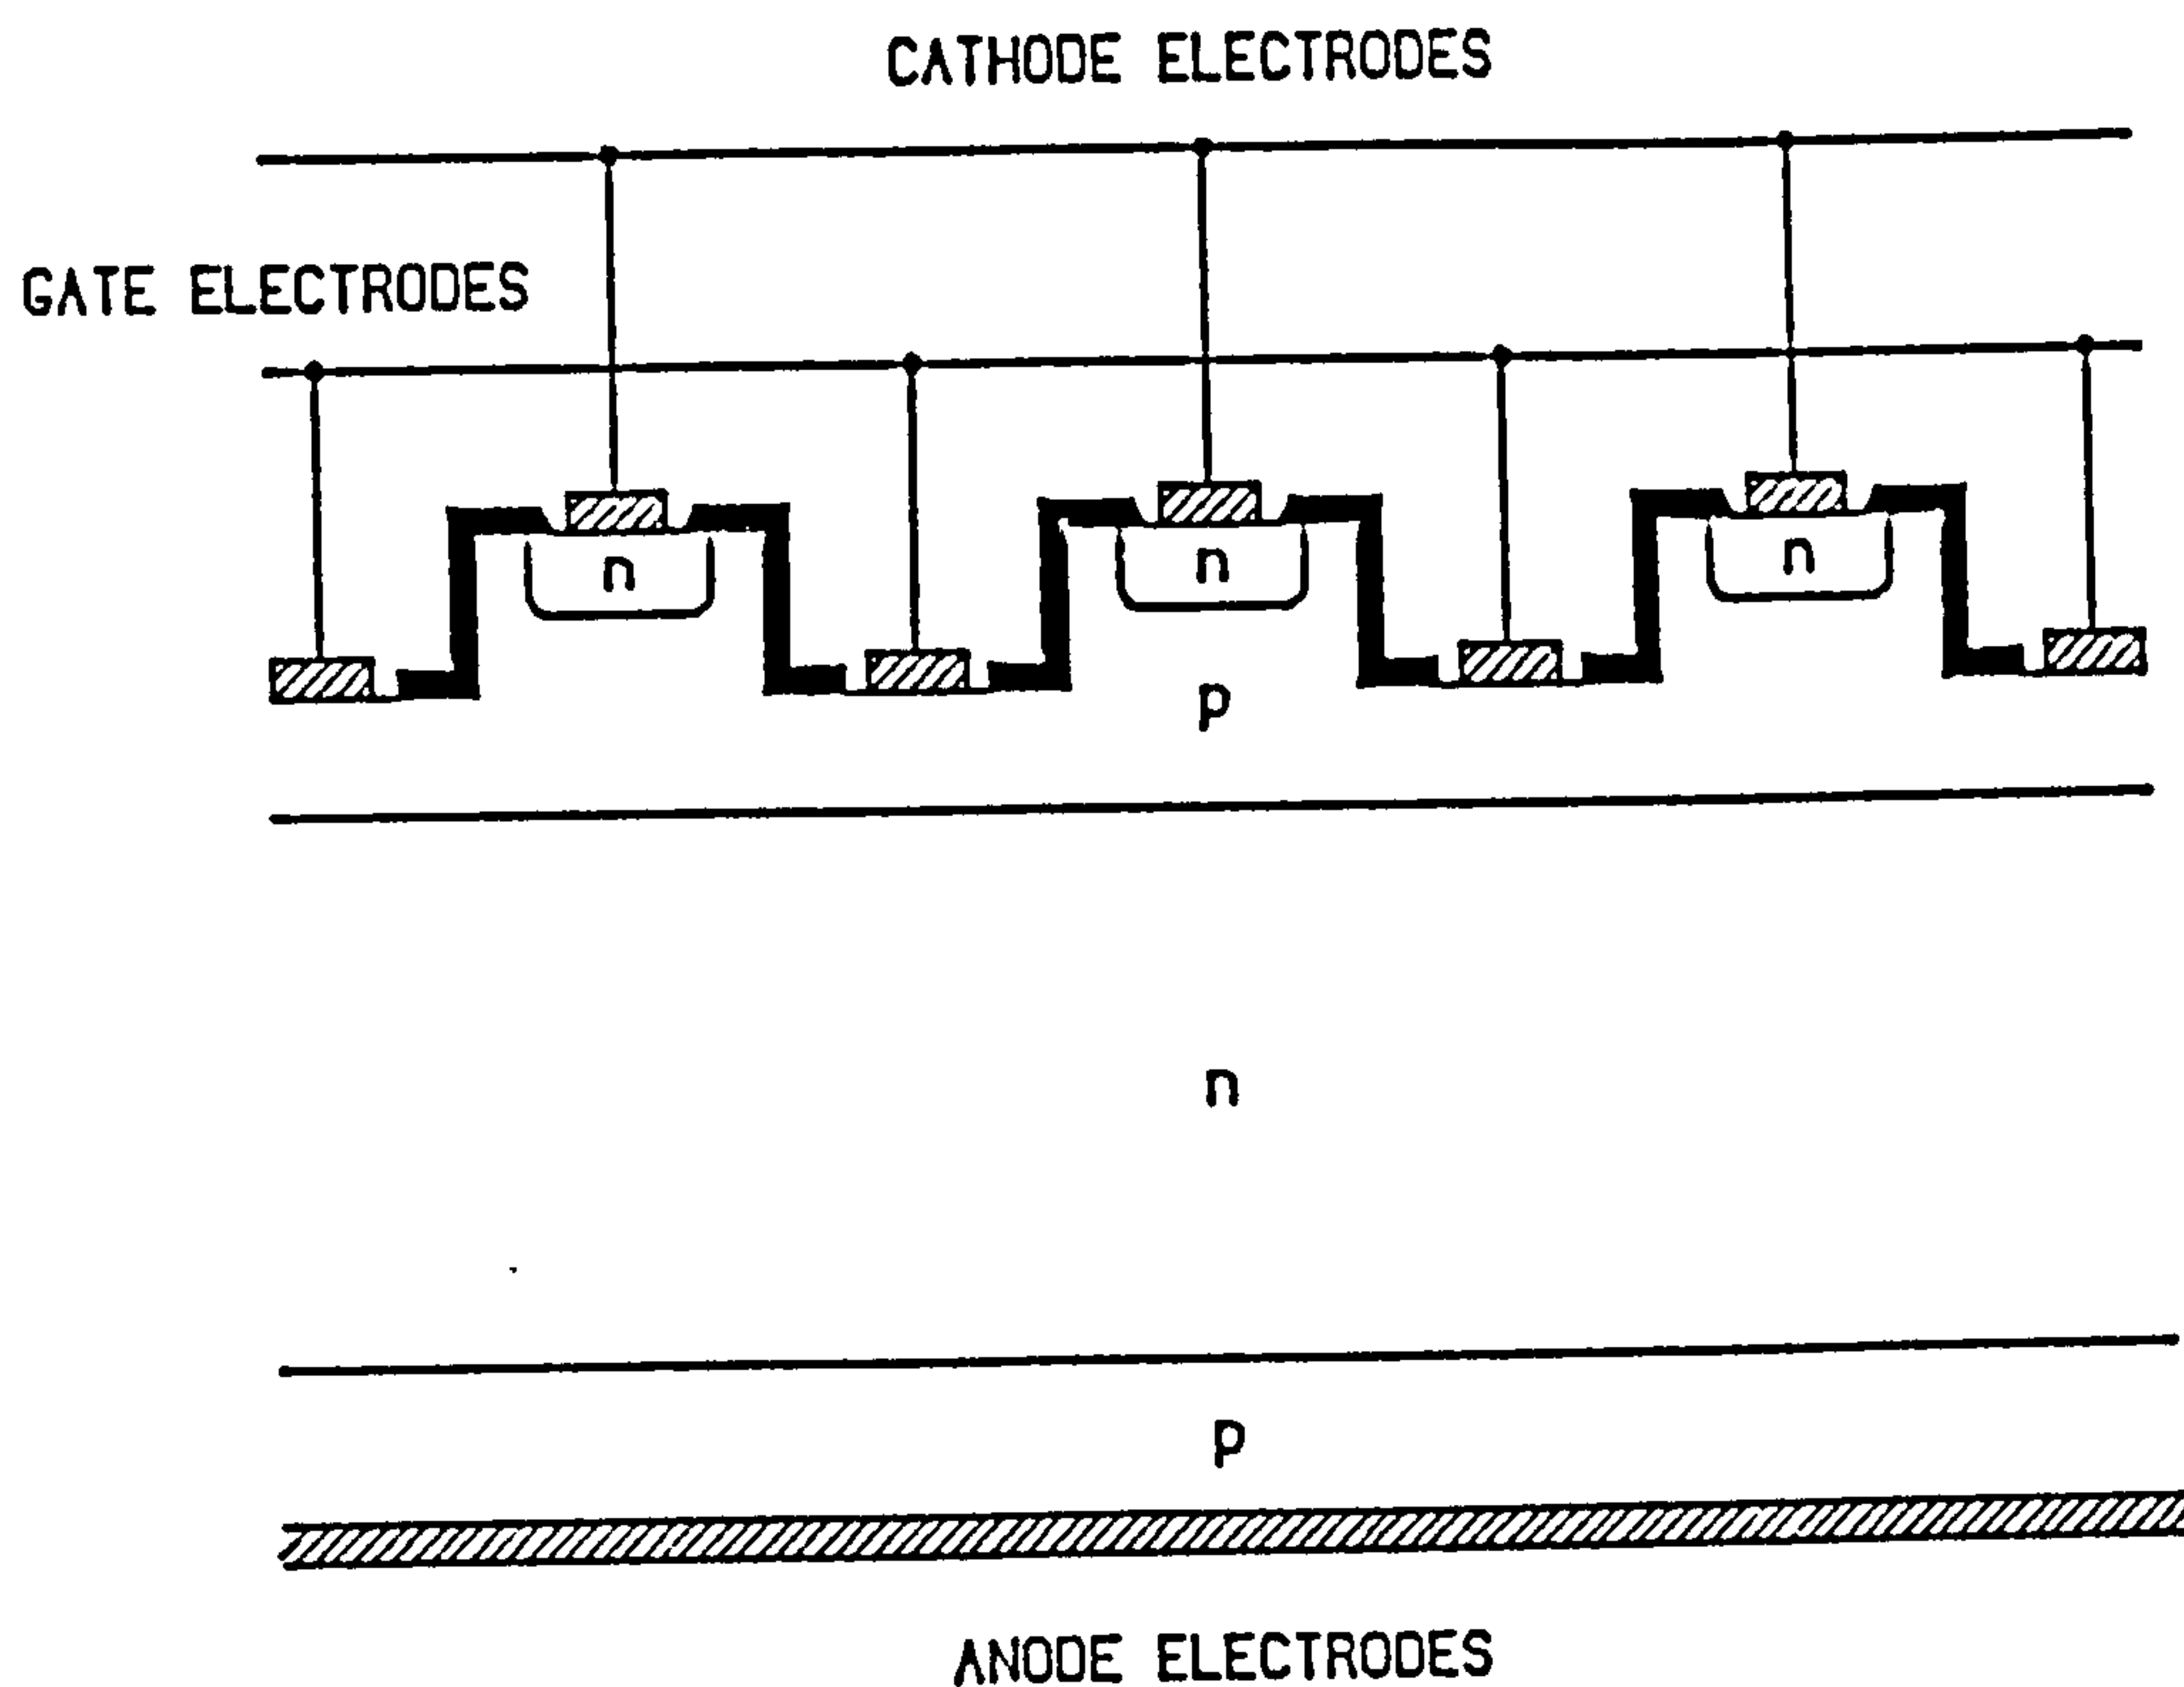 CATHODE ELECTRODES
GATE ELECTRODES
n n n
p
n
p
ANODE ELECTRODES